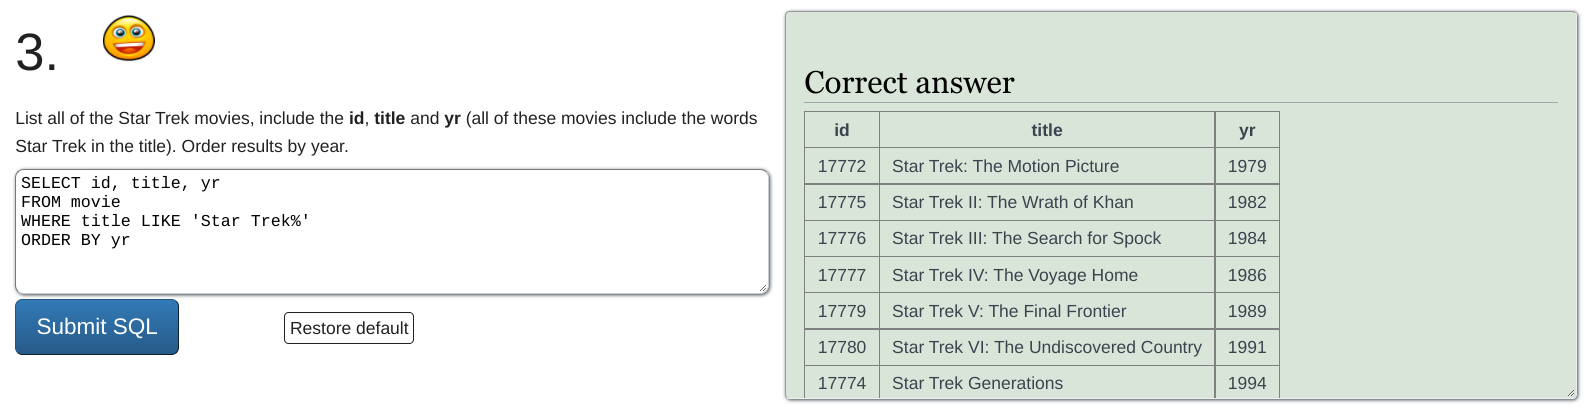 3.
List all of the Star Trek movies, include the id, title and yr (all of these movies include the words
Star Trek in the title). Order results by year.
SELECT id, title, yr
FROM movie
WHERE title LIKE 'Star Trek%'
ORDER BY yr
Submit SQL
Restore default
Correct answer
id title yr
17772 Star Trek: The Motion Picture 1979
17775 Star Trek II: The Wrath of Khan 1982
17776 Star Trek III: The Search for Spock 1984
17777 Star Trek IV: The Voyage Home 1986
17779 Star Trek V: The Final Frontier 1989
17780 Star Trek VI: The Undiscovered Country 1991
17774 Star Trek Generations 1994